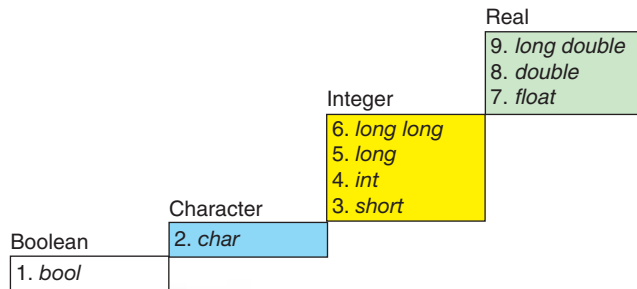 Real
9. long double
8. double
7. float
Integer
6. long long
5. long
4. int
3. short
Character
2. char
Boolean
1. bool